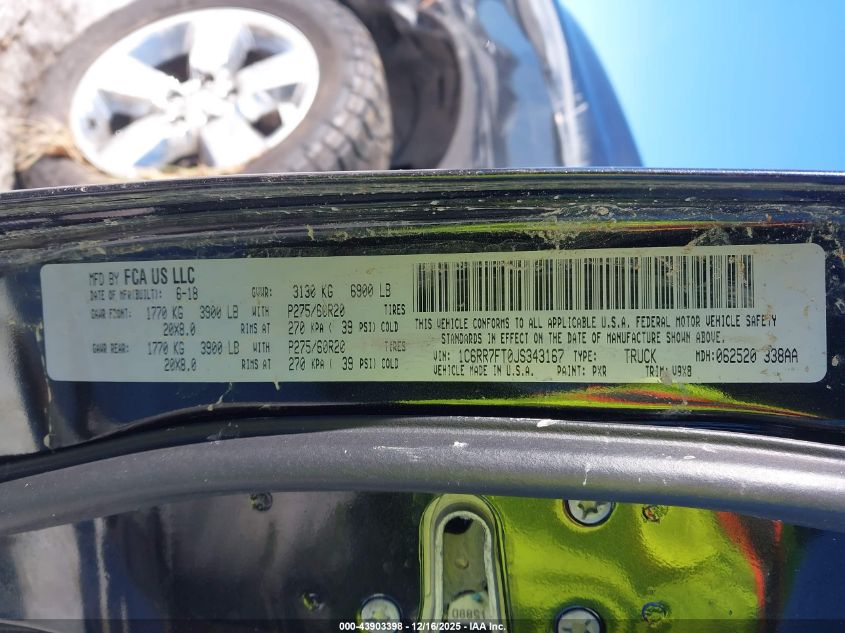 MFD BY FCA US LLC
DATE OF MFR(BUILT): 6-18 GVWR: 3130 KG 6900 LB
GAWR FRONT: 1770 KG 3900 LB WITH P275/60R20 TIRES
20X8.0 RIMS AT 270 KPA ( 39 PSI) COLD
GAWR REAR: 1770 KG 3900 LB WITH P275/60R20 TIRES
20X8.0 RIMS AT 270 KPA ( 39 PSI) COLD
THIS VEHICLE CONFORMS TO ALL APPLICABLE U.S.A. FEDERAL MOTOR VEHICLE SAFETY
STANDARDS IN EFFECT ON THE DATE OF MANUFACTURE SHOWN ABOVE.
VIN: 1C6RR7FT0JS343167 TYPE: TRUCK MDH: 062520 338AA
VEHICLE MADE IN U.S.A. PAINT: PXR TRIM: V9X8
000-43903398 - 12/16/2025 - IAA Inc.